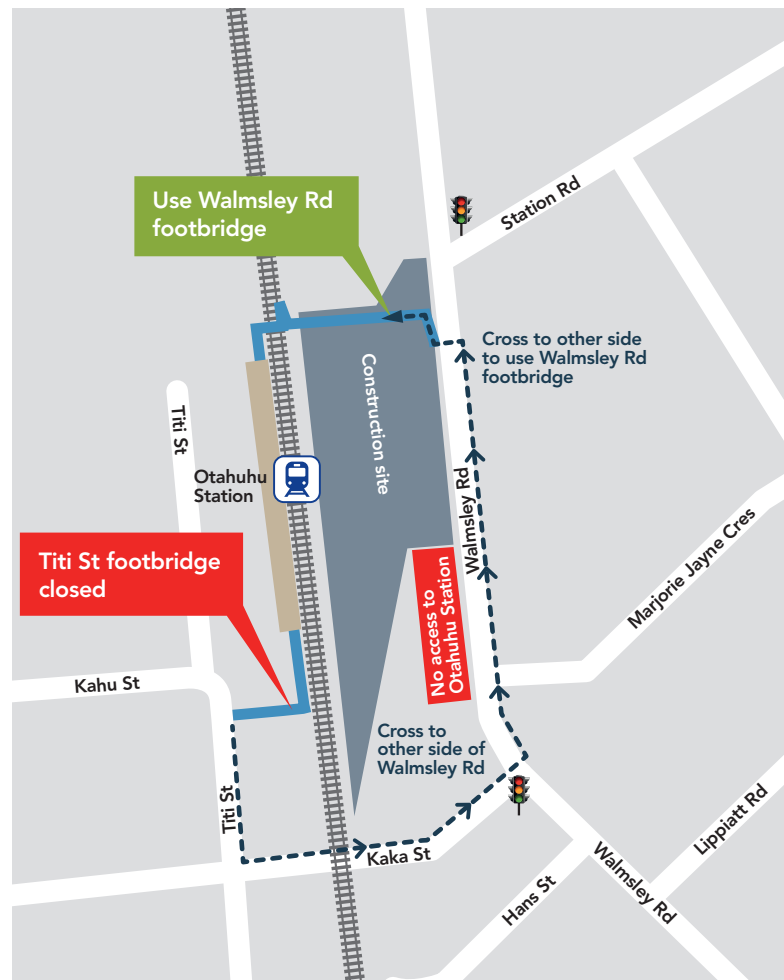 Use Walmsley Rd
footbridge
Station Rd
Cross to other side
to use Walmsley Rd
footbridge
Construction site
Titi St
Otahuhu
Station
Walmsley Rd
Titi St footbridge
closed
No access to
Otahuhu Station
Marjorie Jayne Cres
Kahu St
Cross to
other side of
Walmsley Rd
Titi St
Kaka St
Lippiatt Rd
Walmsley Rd
Hans St